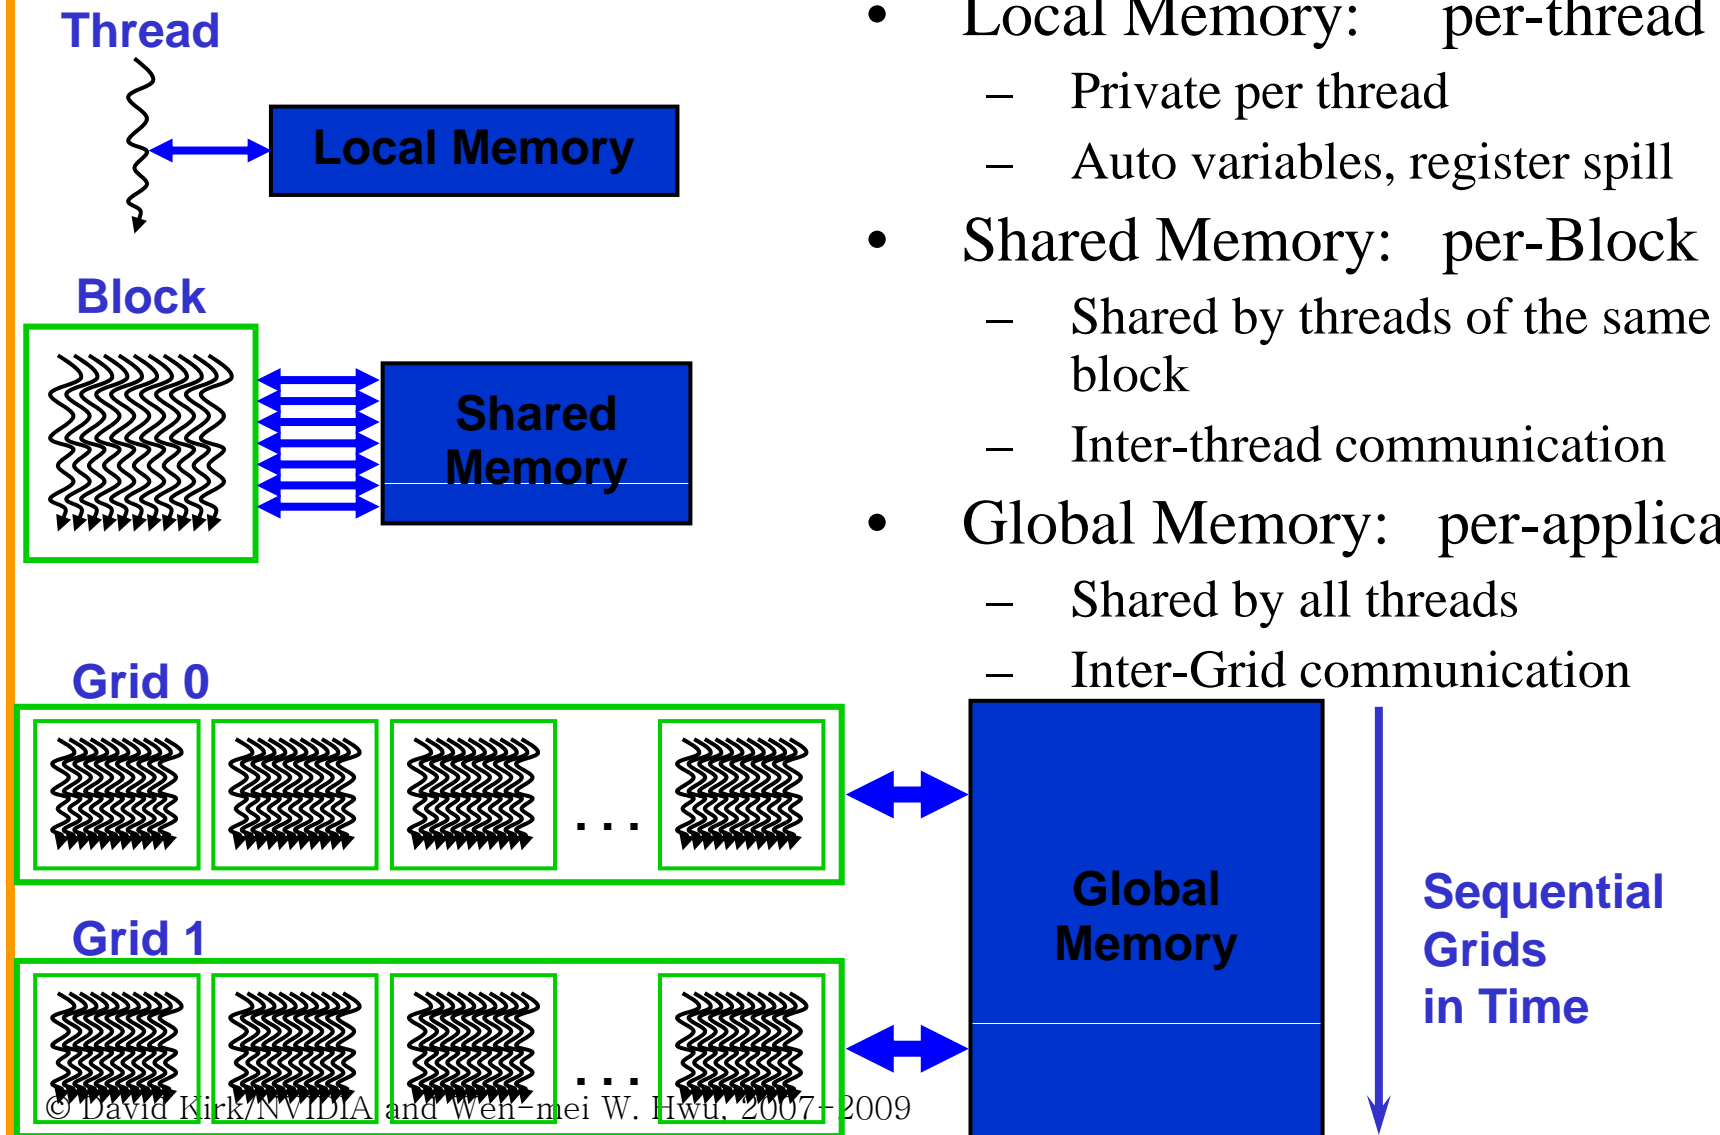 Thread
Local Memory
Block
Shared
Memory
Grid 0
. . .
Grid 1
. . .
Global
Memory
Sequential
Grids
in Time
• Local Memory: per-thread
– Private per thread
– Auto variables, register spill
• Shared Memory: per-Block
– Shared by threads of the same
block
– Inter-thread communication
• Global Memory: per-applica
– Shared by all threads
– Inter-Grid communication
© David Kirk/NVIDIA and Wen-mei W. Hwu, 2007-2009